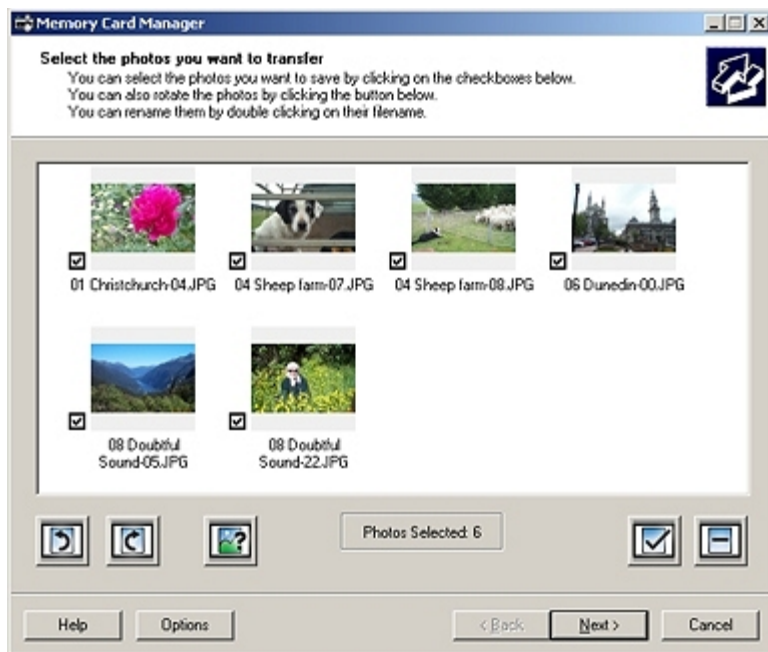 Memory Card Manager
Select the photos you want to transfer
You can select the photos you want to save by clicking on the checkboxes below.
You can also rotate the photos by clicking the button below.
You can rename them by double clicking on their filename.
01 Christchurch-04.JPG
04 Sheep farm-07.JPG
04 Sheep farm-08.JPG
06 Dunedin-00.JPG
08 Doubtful
Sound-05.JPG
08 Doubtful
Sound-22.JPG
?
Photos Selected: 6
Help
Options
< Back
Next >
Cancel